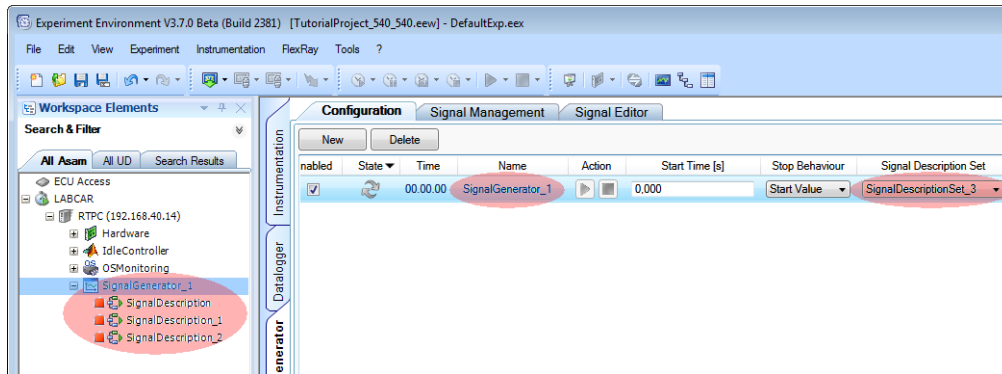 Experiment Environment V3.7.0 Beta (Build 2381) [TutorialProject_540_540.eew] - DefaultExp.eex
File Edit View Experiment Instrumentation FlexRay Tools ?
Workspace Elements
Search & Filter
All Asam All UD Search Results
ECU Access
LABCAR
RTPC (192.168.40.14)
Hardware
IdleController
OS OSMonitoring
SignalGenerator_1
SignalDescription
SignalDescription_1
SignalDescription_2
Instrumentation
Datalogger
enerator
Configuration Signal Management Signal Editor
New Delete
nabled State Time Name Action Start Time [s] Stop Behaviour Signal Description Set
00.00.00 SignalGenerator_1 0,000 Start Value SignalDescriptionSet_3